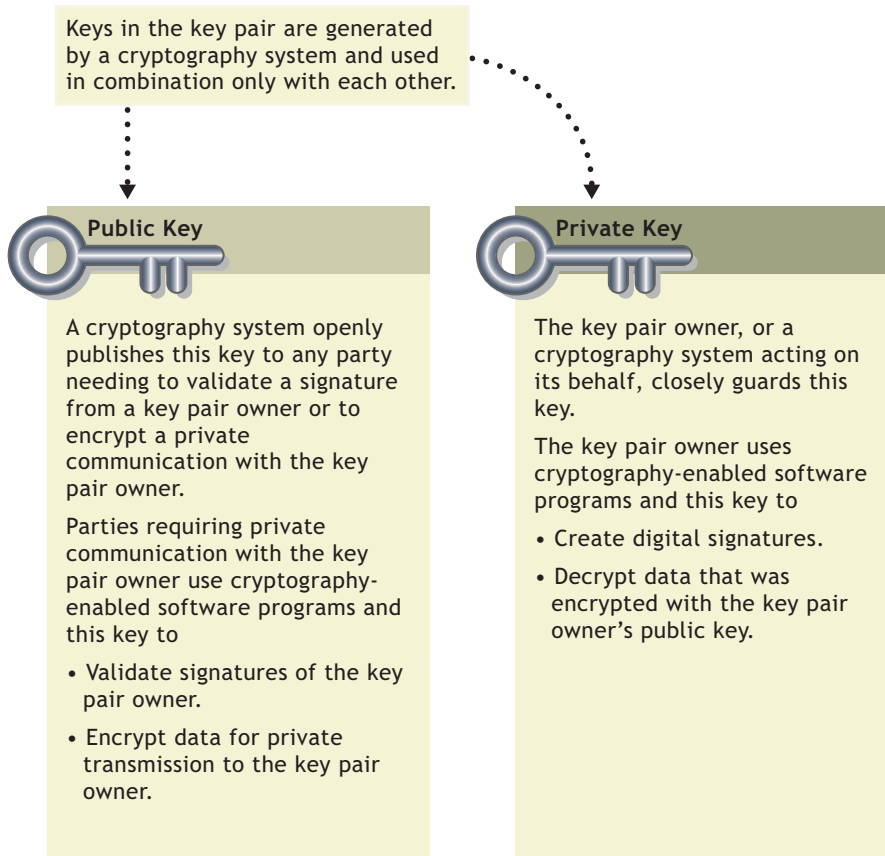 Keys in the key pair are generated
by a cryptography system and used
in combination only with each other.
Public Key
A cryptography system openly
publishes this key to any party
needing to validate a signature
from a key pair owner or to
encrypt a private
communication with the key
pair owner.
Parties requiring private
communication with the key
pair owner use cryptography-
enabled software programs and
this key to
• Validate signatures of the key
pair owner.
• Encrypt data for private
transmission to the key pair
owner.
Private Key
The key pair owner, or a
cryptography system acting on
its behalf, closely guards this
key.
The key pair owner uses
cryptography-enabled software
programs and this key to
• Create digital signatures.
• Decrypt data that was
encrypted with the key pair
owner’s public key.